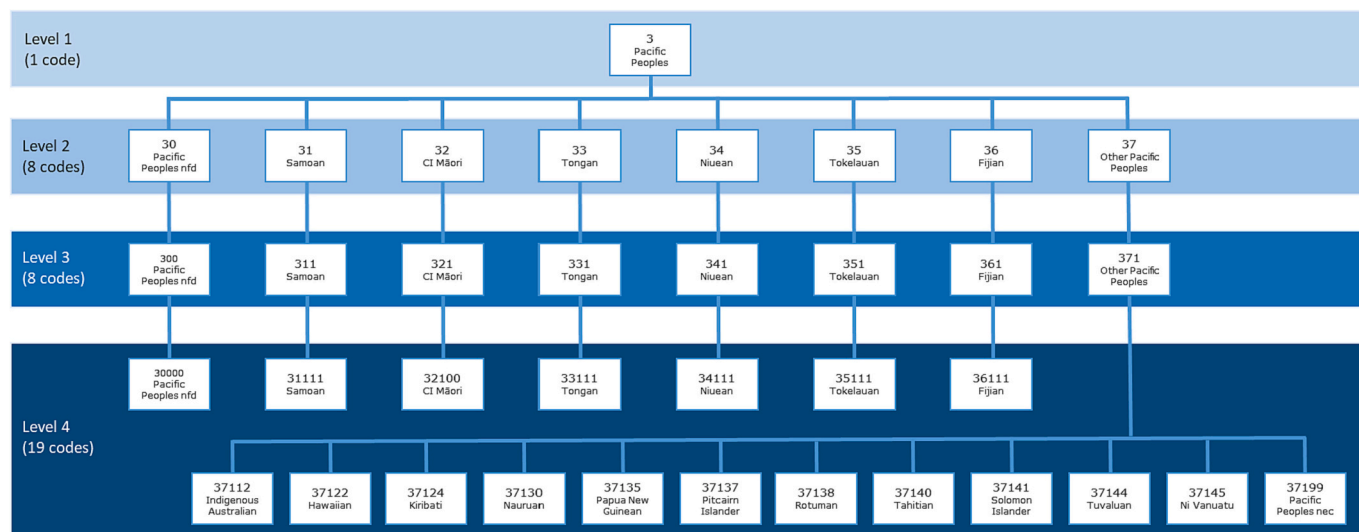 Level 1
(1 code)
3
Pacific
Peoples
Level 2
(8 codes)
30
Pacific
Peoples nfd
31
Samoan
32
CI Māori
33
Tongan
34
Niuean
35
Tokelauan
36
Fijian
37
Other Pacific
Peoples
Level 3
(8 codes)
300
Pacific
Peoples nfd
311
Samoan
321
CI Māori
331
Tongan
341
Niuean
351
Tokelauan
361
Fijian
371
Other Pacific
Peoples
Level 4
(19 codes)
30000
Pacific
Peoples nfd
31111
Samoan
32100
CI Māori
33111
Tongan
34111
Niuean
35111
Tokelauan
36111
Fijian
37112
Indigenous
Australian
37122
Hawaiian
37124
Kiribati
37130
Nauruan
37135
Papua New
Guinean
37137
Pitcairn
Islander
37138
Rotuman
37140
Tahitian
37141
Solomon
Islander
37144
Tuvaluan
37145
Ni Vanuatu
37199
Pacific
Peoples nec